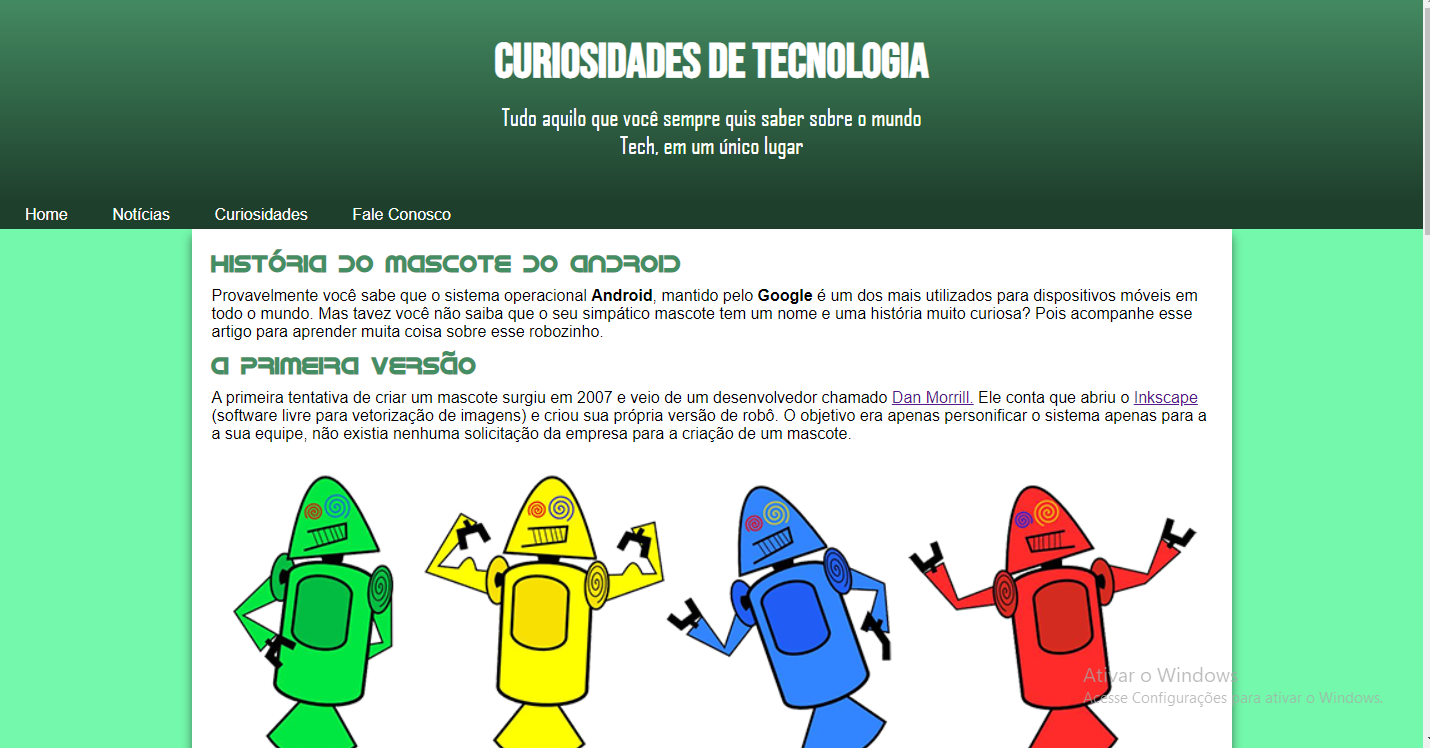 CURIOSIDADES DE TECNOLOGIA
Tudo aquilo que você sempre quis saber sobre o mundo
Tech, em um único lugar
Home Notícias Curiosidades Fale Conosco
HISTÓRIA DO MASCOTE DO ANDROID
Provavelmente você sabe que o sistema operacional Android, mantido pelo Google é um dos mais utilizados para dispositivos móveis em
todo o mundo. Mas tavez você não saiba que o seu simpático mascote tem um nome e uma história muito curiosa? Pois acompanhe esse
artigo para aprender muita coisa sobre esse robozinho.
A PRIMEIRA VERSÃO
A primeira tentativa de criar um mascote surgiu em 2007 e veio de um desenvolvedor chamado Dan Morrill. Ele conta que abriu o Inkscape
(software livre para vetorização de imagens) e criou sua própria versão de robô. O objetivo era apenas personificar o sistema apenas para a
a sua equipe, não existia nenhuma solicitação da empresa para a criação de um mascote.
Ativar o Windows
Acesse Configurações para ativar o Windows.